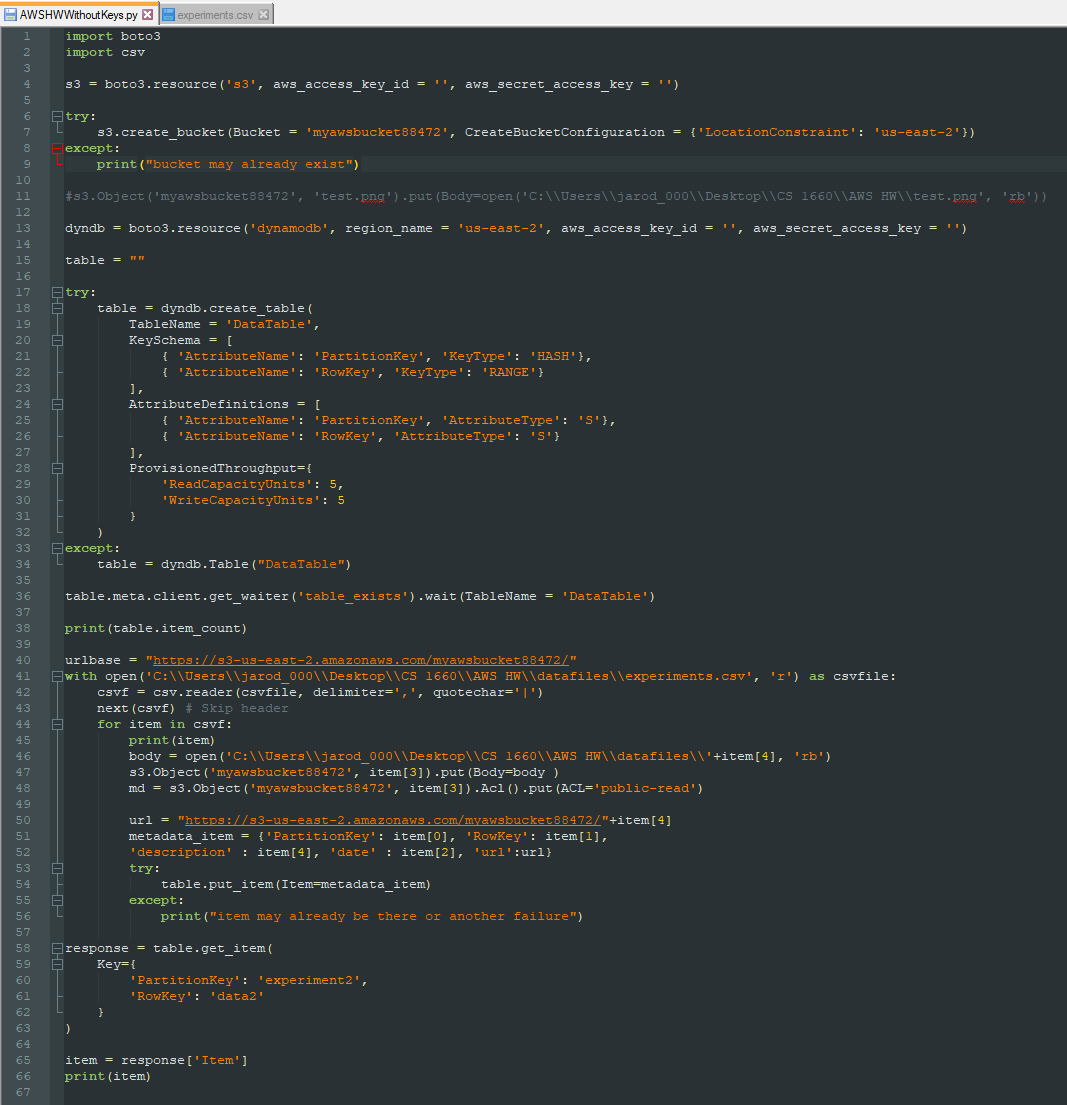 AWSHWWithoutKeys.py experiments.csv
1 import boto3
2 import csv
3
4 s3 = boto3.resource('s3', aws_access_key_id = '', aws_secret_access_key = '')
5
6 try:
7 s3.create_bucket(Bucket = 'myawsbucket88472', CreateBucketConfiguration = {'LocationConstraint': 'us-east-2'})
8 except:
9 print("bucket may already exist")
10
11 #s3.Object('myawsbucket88472', 'test.png').put(Body=open('C:\\Users\\jarod_000\\Desktop\\CS 1660\\AWS HW\\test.png', 'rb'))
12
13 dyndb = boto3.resource('dynamodb', region_name = 'us-east-2', aws_access_key_id = '', aws_secret_access_key = '')
14
15 table = ""
16
17 try:
18 table = dyndb.create_table(
19 TableName = 'DataTable',
20 KeySchema = [
21 { 'AttributeName': 'PartitionKey', 'KeyType': 'HASH'},
22 { 'AttributeName': 'RowKey', 'KeyType': 'RANGE'}
23 ],
24 AttributeDefinitions = [
25 { 'AttributeName': 'PartitionKey', 'AttributeType': 'S'},
26 { 'AttributeName': 'RowKey', 'AttributeType': 'S'}
27 ],
28 ProvisionedThroughput={
29 'ReadCapacityUnits': 5,
30 'WriteCapacityUnits': 5
31 }
32 )
33 except:
34 table = dyndb.Table("DataTable")
35
36 table.meta.client.get_waiter('table_exists').wait(TableName = 'DataTable')
37
38 print(table.item_count)
39
40 urlbase = "https://s3-us-east-2.amazonaws.com/myawsbucket88472/"
41 with open('C:\\Users\\jarod_000\\Desktop\\CS 1660\\AWS HW\\datafiles\\experiments.csv', 'r') as csvfile:
42 csvf = csv.reader(csvfile, delimiter=',', quotechar='|')
43 next(csvf) # Skip header
44 for item in csvf:
45 print(item)
46 body = open('C:\\Users\\jarod_000\\Desktop\\CS 1660\\AWS HW\\datafiles\\'+item[4], 'rb')
47 s3.Object('myawsbucket88472', item[3]).put(Body=body )
48 md = s3.Object('myawsbucket88472', item[3]).Acl().put(ACL='public-read')
49
50 url = "https://s3-us-east-2.amazonaws.com/myawsbucket88472/"+item[4]
51 metadata_item = {'PartitionKey': item[0], 'RowKey': item[1],
52 'description' : item[4], 'date' : item[2], 'url':url}
53 try:
54 table.put_item(Item=metadata_item)
55 except:
56 print("item may already be there or another failure")
57
58 response = table.get_item(
59 Key={
60 'PartitionKey': 'experiment2',
61 'RowKey': 'data2'
62 }
63 )
64
65 item = response['Item']
66 print(item)
67